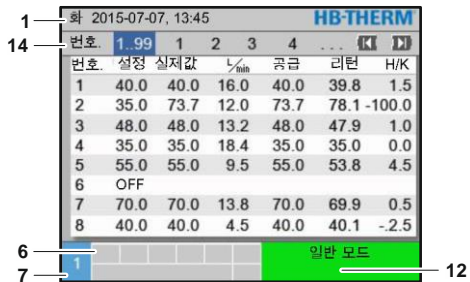 1 화 2015-07-07, 13:45 HB-THERM
14 번호. 1..99 1 2 3 4 ...
번호. 설정 실제값 L/min 공급 리턴 H/K
1 40.0 40.0 16.0 40.0 39.8 1.5
2 35.0 73.7 12.0 73.7 78.1 -100.0
3 48.0 48.0 13.2 48.0 47.9 1.0
4 35.0 35.0 18.4 35.0 35.0 0.0
5 55.0 55.0 9.5 55.0 53.8 4.5
6 OFF
7 70.0 70.0 13.8 70.0 69.9 0.5
8 40.0 40.0 4.5 40.0 40.1 -.2.5
6 일반 모드
7 1 12